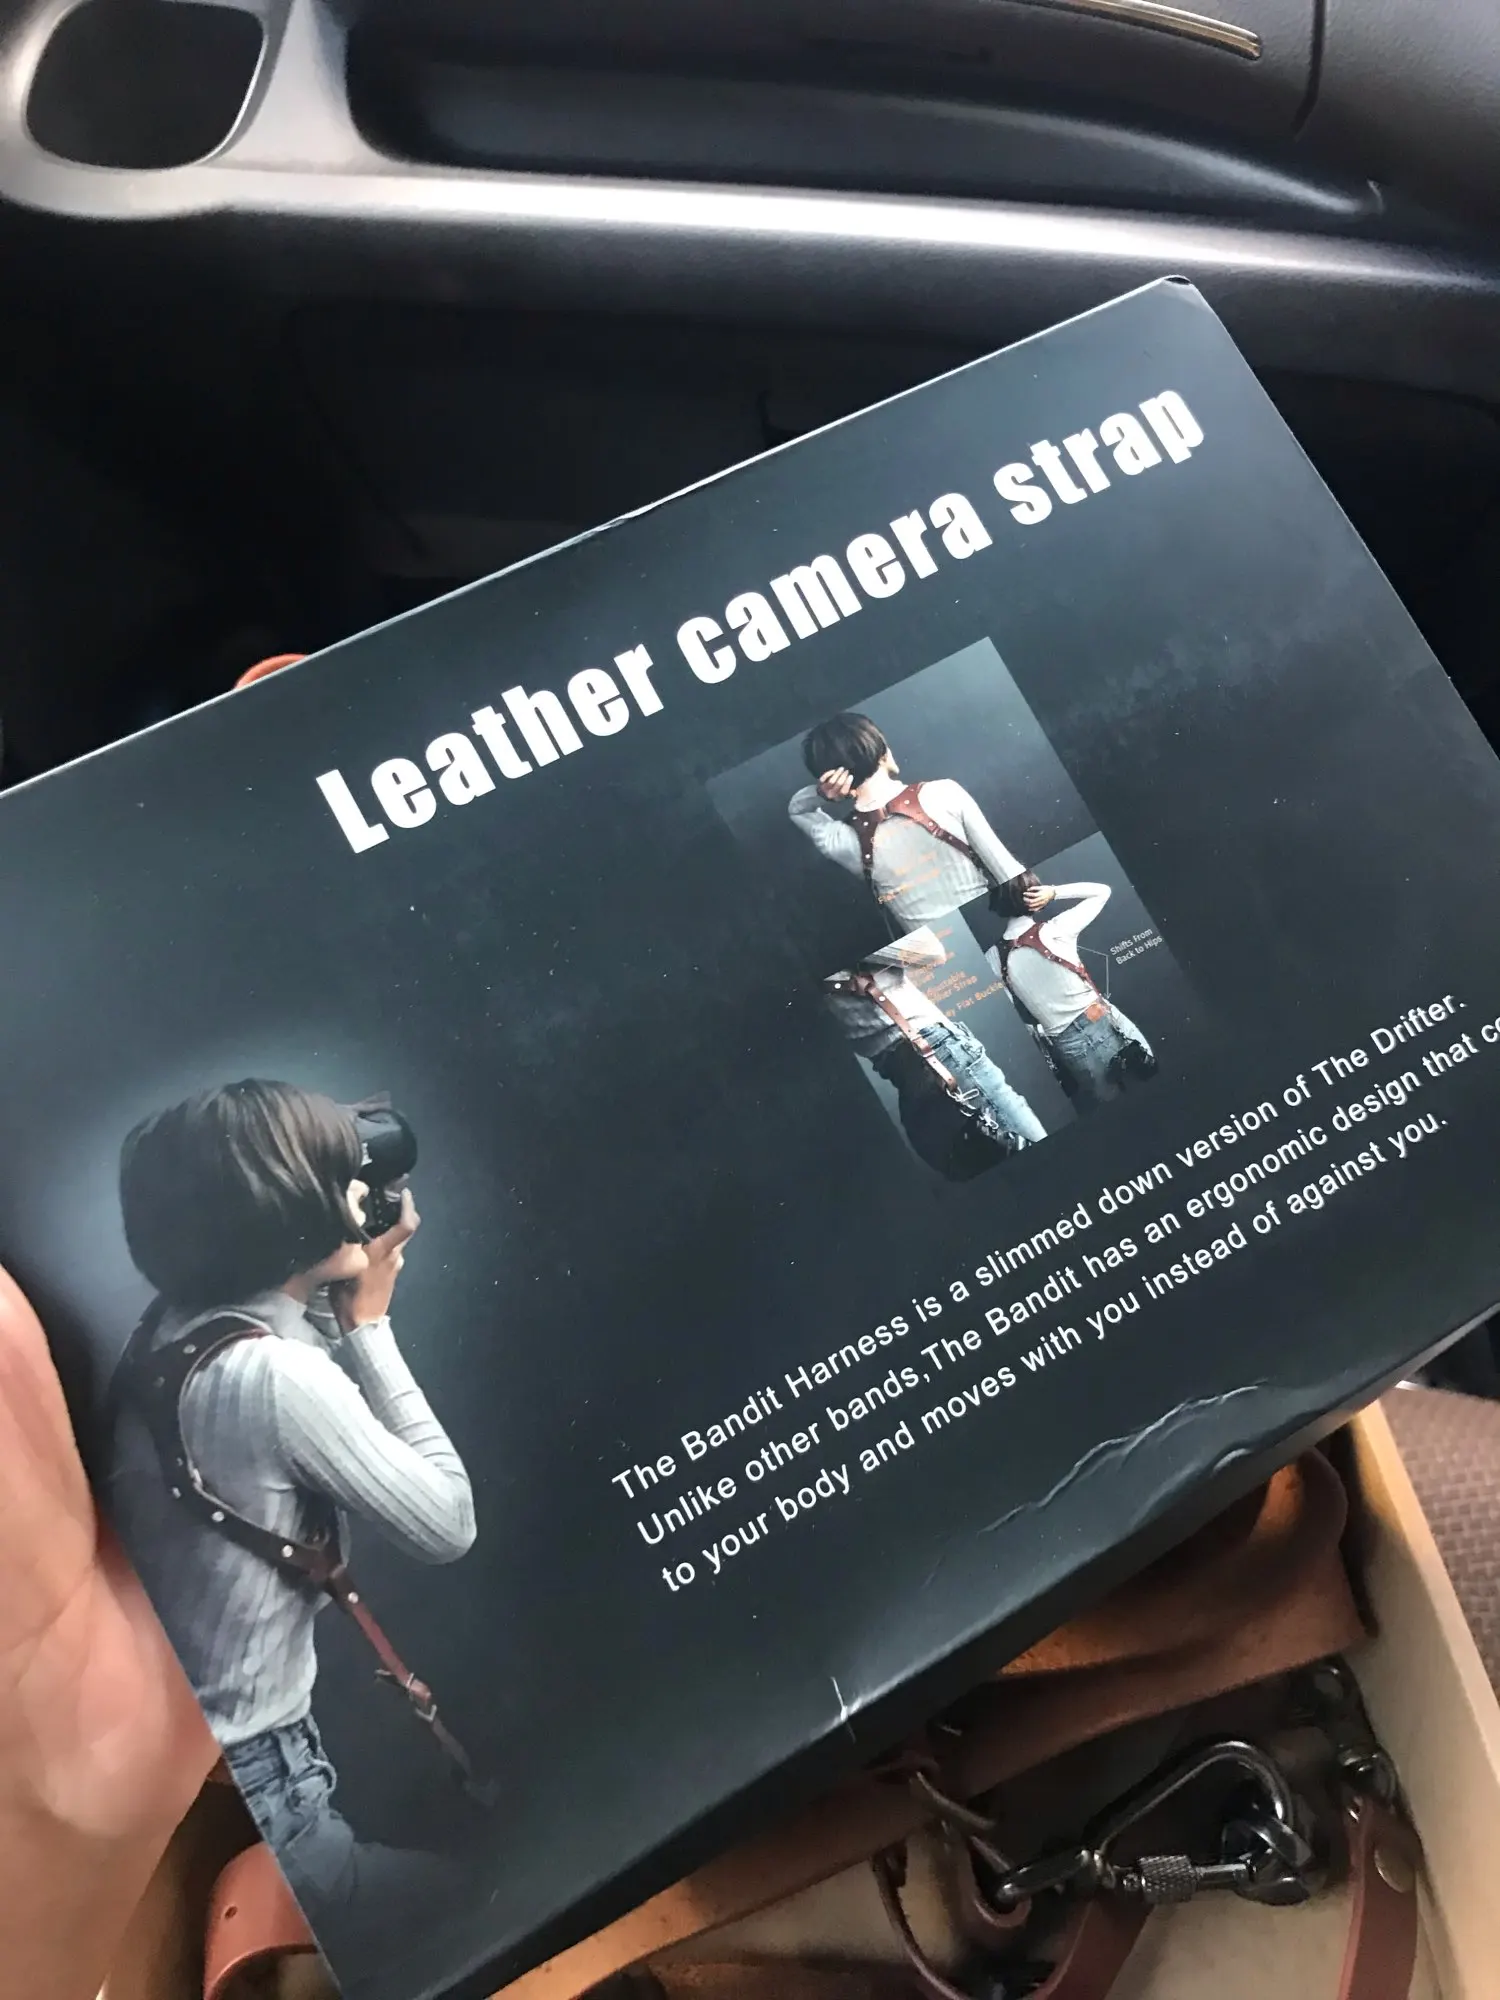 Leather camera strap
Shifts From
Back to Hips
Flat Buckle
The Bandit Harness is a slimmed down version of The Drifter.
Unlike other bands,The Bandit has an ergonomic design that
to your body and moves with you instead of against you.